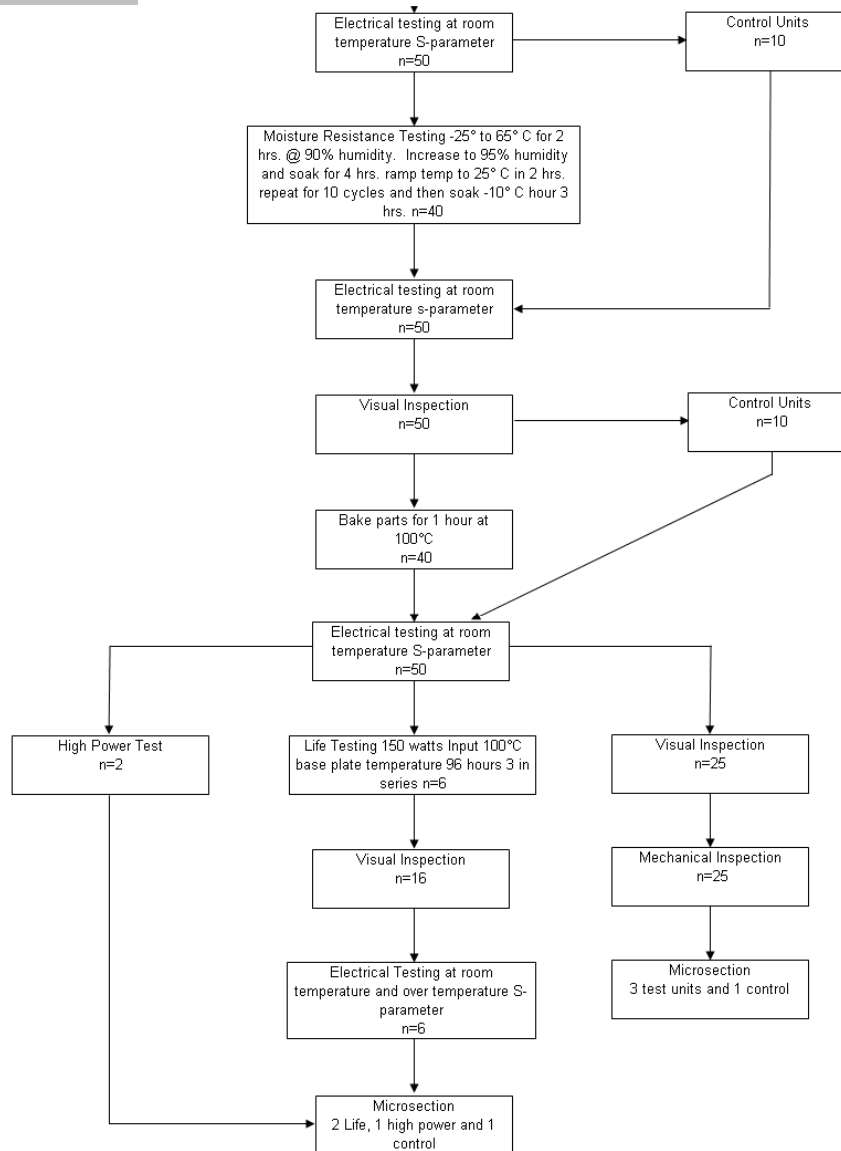 Electrical testing at room
temperature S-parameter
n=50
Control Units
n=10
Moisture Resistance Testing -25° to 65° C for 2
hrs. @ 90% humidity.  Increase to 95% humidity
and soak for 4 hrs. ramp temp to 25° C in 2 hrs.
repeat for 10 cycles and then soak -10° C hour 3
hrs. n=40
Electrical testing at room
temperature s-parameter
n=50
Visual Inspection
n=50
Control Units
n=10
Bake parts for 1 hour at
100°C
n=40
Electrical testing at room
temperature S-parameter
n=50
High Power Test
n=2
Life Testing 150 watts Input 100°C
base plate temperature 96 hours 3 in
series n=6
Visual Inspection
n=25
Visual Inspection
n=16
Mechanical Inspection
n=25
Electrical Testing at room
temperature and over temperature S-
parameter
n=6
Microsection
3 test units and 1 control
Microsection
2 Life, 1 high power and 1
control